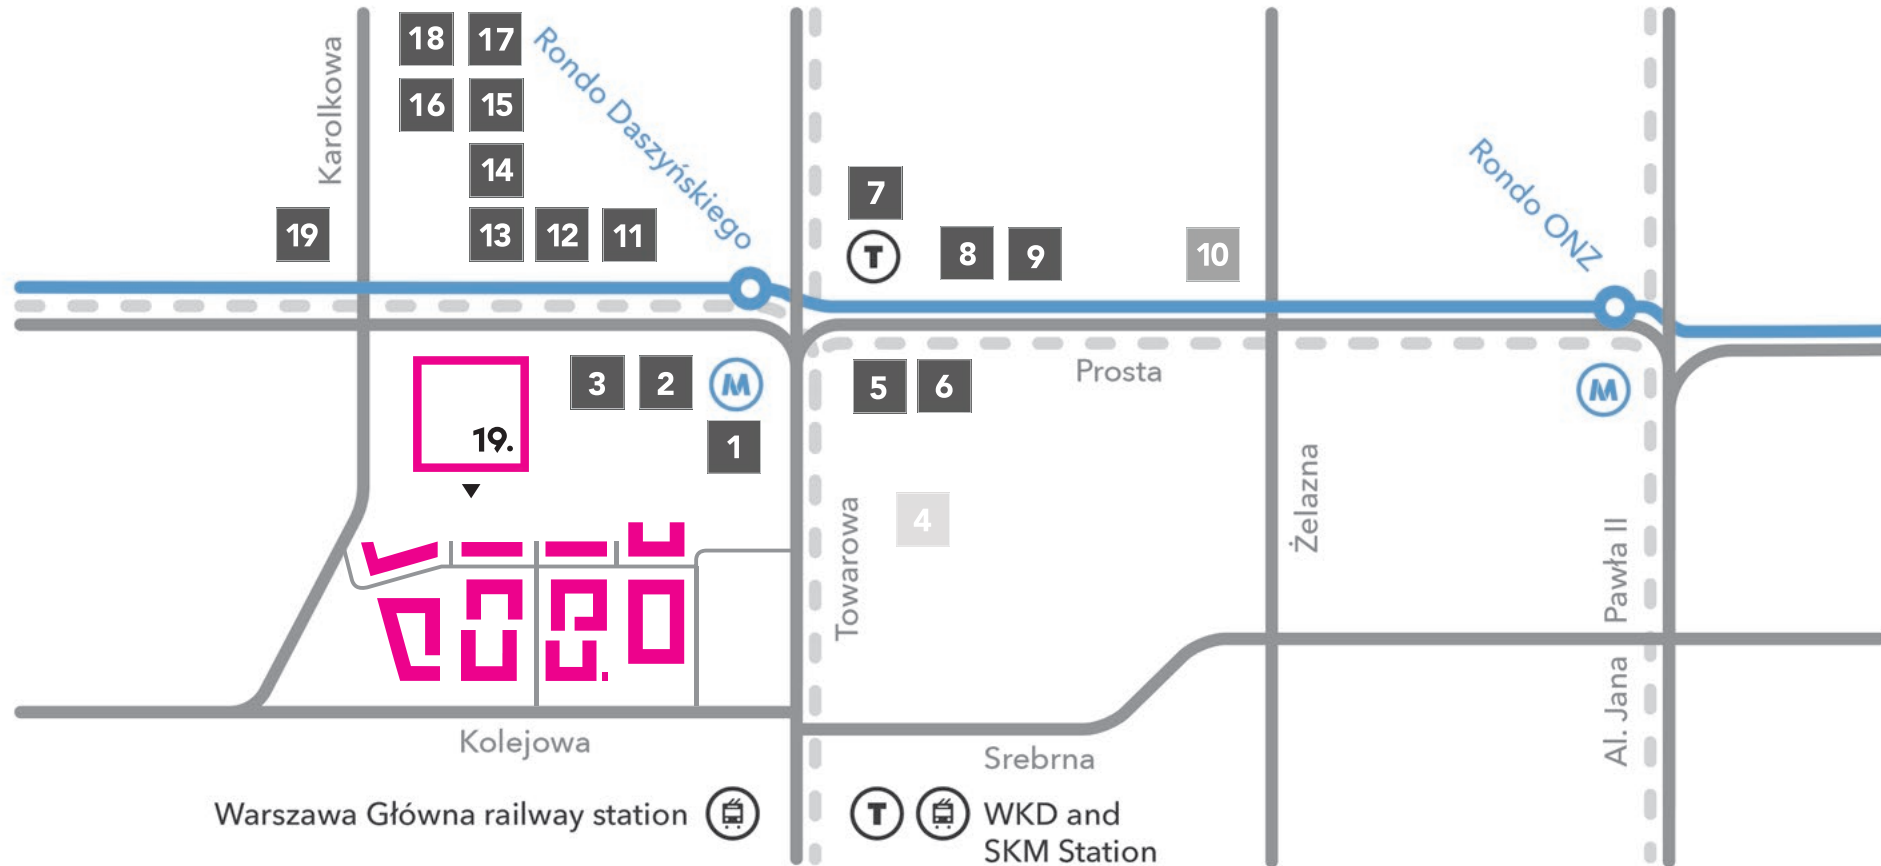 18
17
Rondo Daszyńskiego
Karolkowa
16
15
14
19
13
12
11
7
T
8
9
10
Rondo ONZ
3
2
M
1
19.
5
6
Prosta
M
4
Towarowa
Żelazna
Al. Jana Pawła II
Kolejowa
Srebrna
Warszawa Główna railway station
T
WKD and
SKM Station